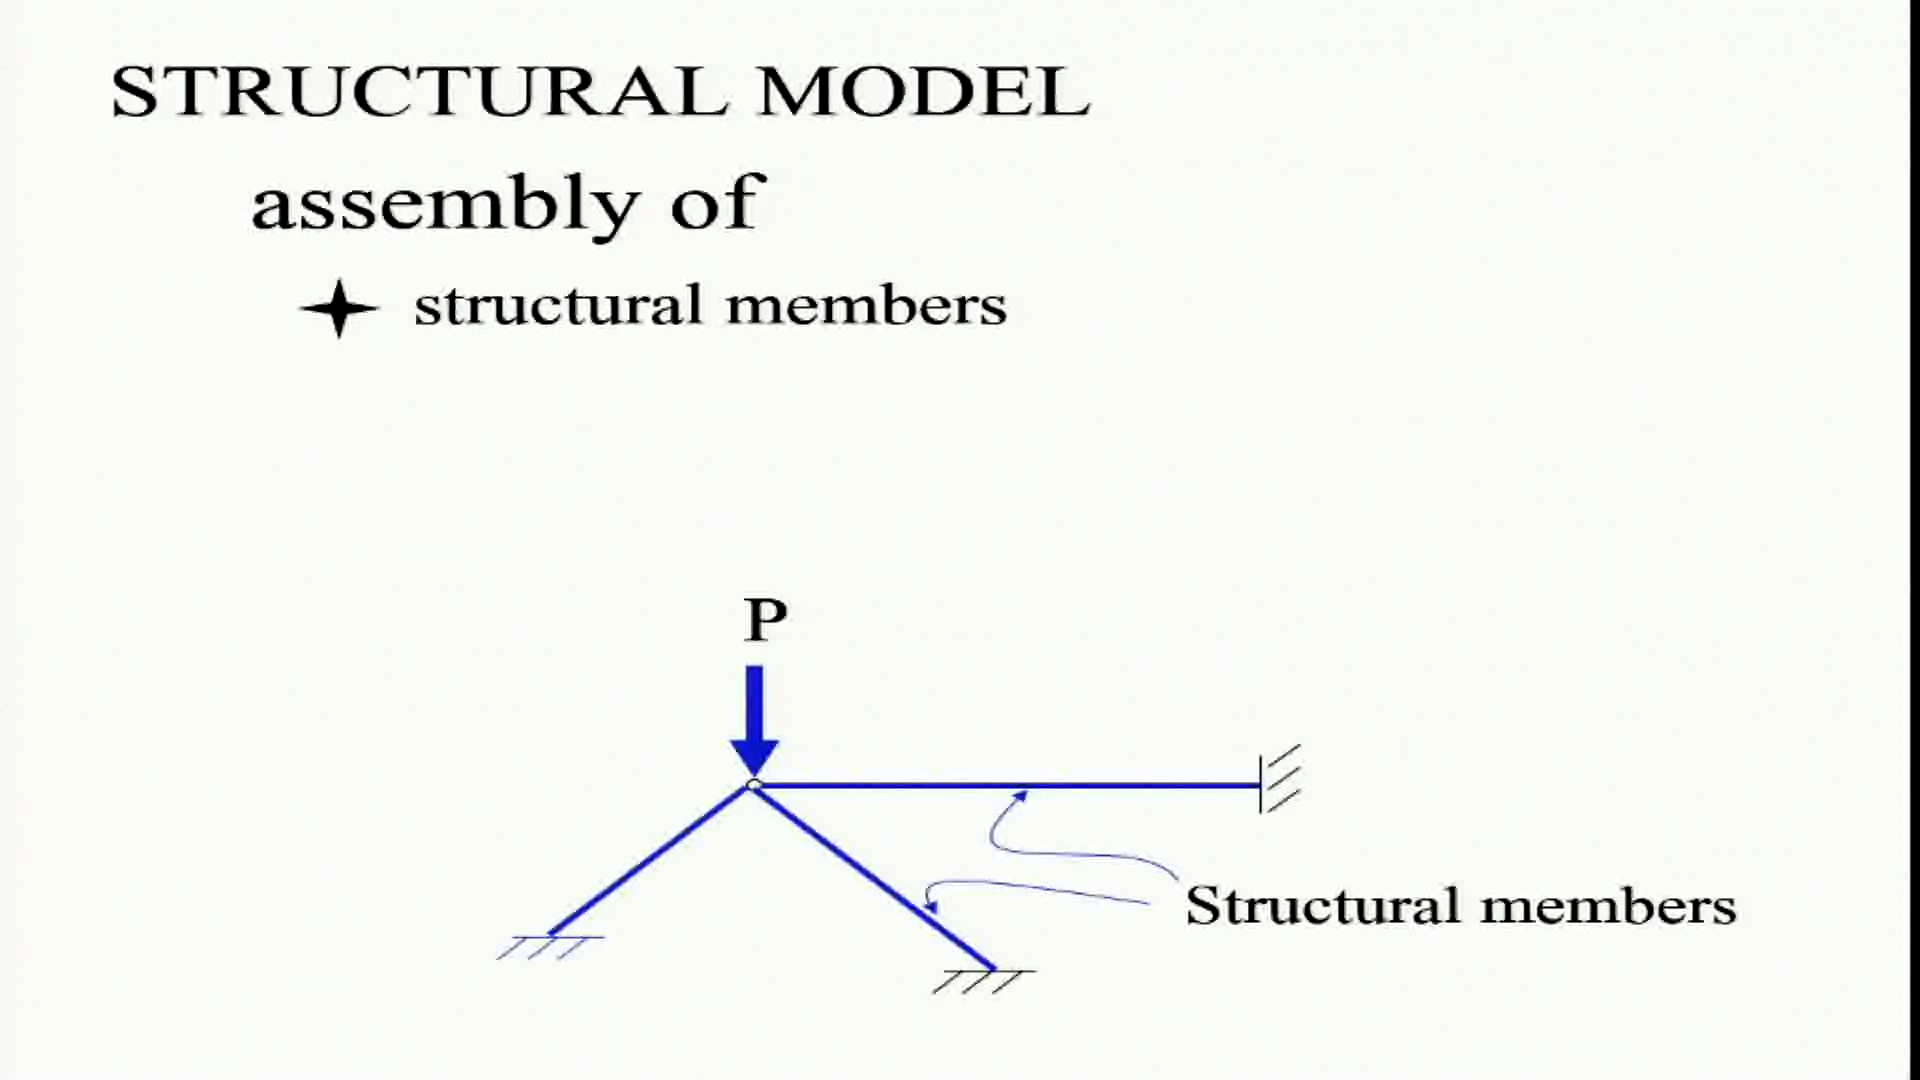 STRUCTURAL MODEL
assembly of
structural members
P
Structural members